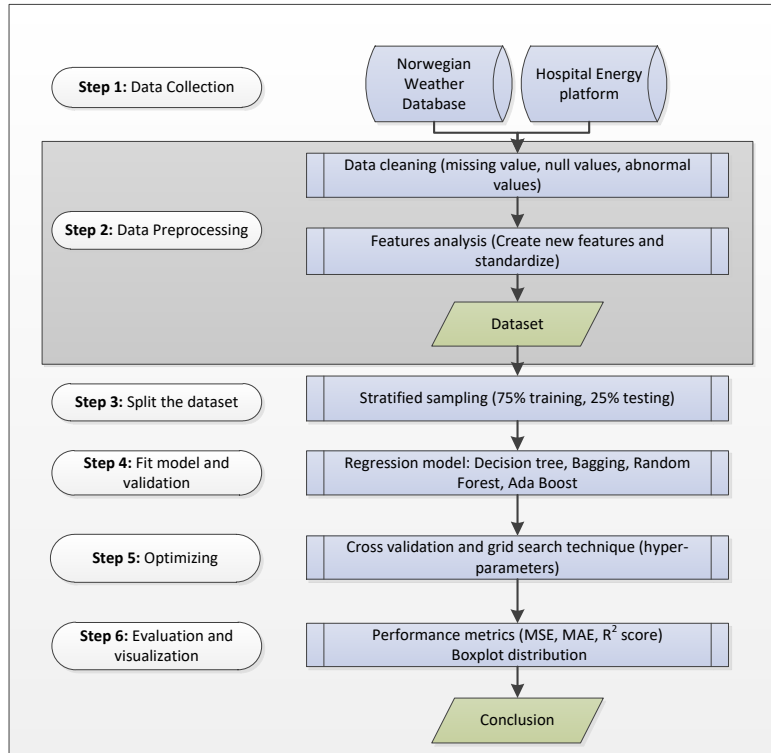 Step 1: Data Collection
Norwegian
Weather
Database
Hospital Energy
platform
Step 2: Data Preprocessing
Data cleaning (missing value, null values, abnormal
values)
Features analysis (Create new features and
standardize)
Dataset
Step 3: Split the dataset
Stratified sampling (75% training, 25% testing)
Step 4: Fit model and
validation
Regression model: Decision tree, Bagging, Random
Forest, Ada Boost
Step 5: Optimizing
Cross validation and grid search technique (hyper-
parameters)
Step 6: Evaluation and
visualization
Performance metrics (MSE, MAE, R² score)
Boxplot distribution
Conclusion